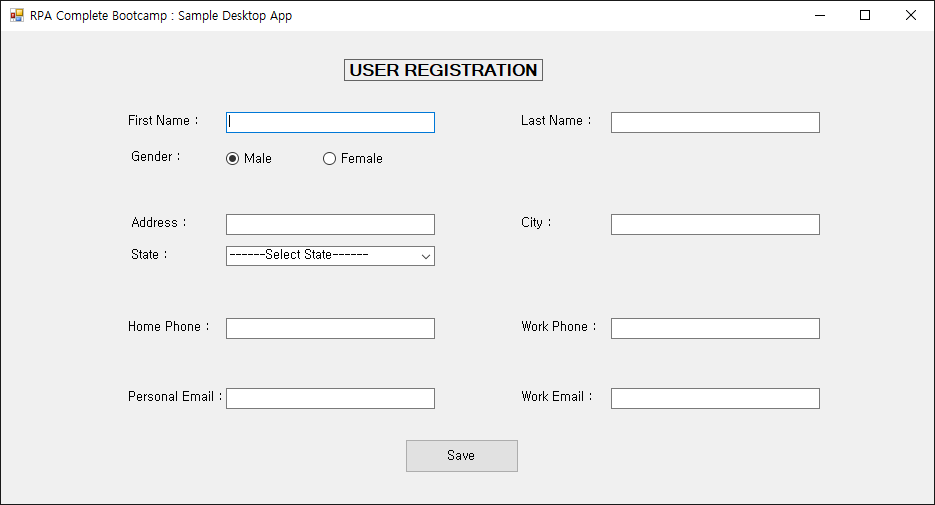 RPA Complete Bootcamp : Sample Desktop App
USER REGISTRATION
First Name :
Last Name :
Gender :
Male
Female
Address :
City :
State :
------Select State------
Home Phone :
Work Phone :
Personal Email :
Work Email :
Save